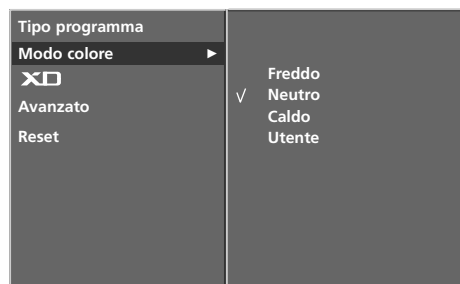 Tipo programma
Modo colore ►
XD
Avanzato
Reset
Freddo
√ Neutro
Caldo
Utente